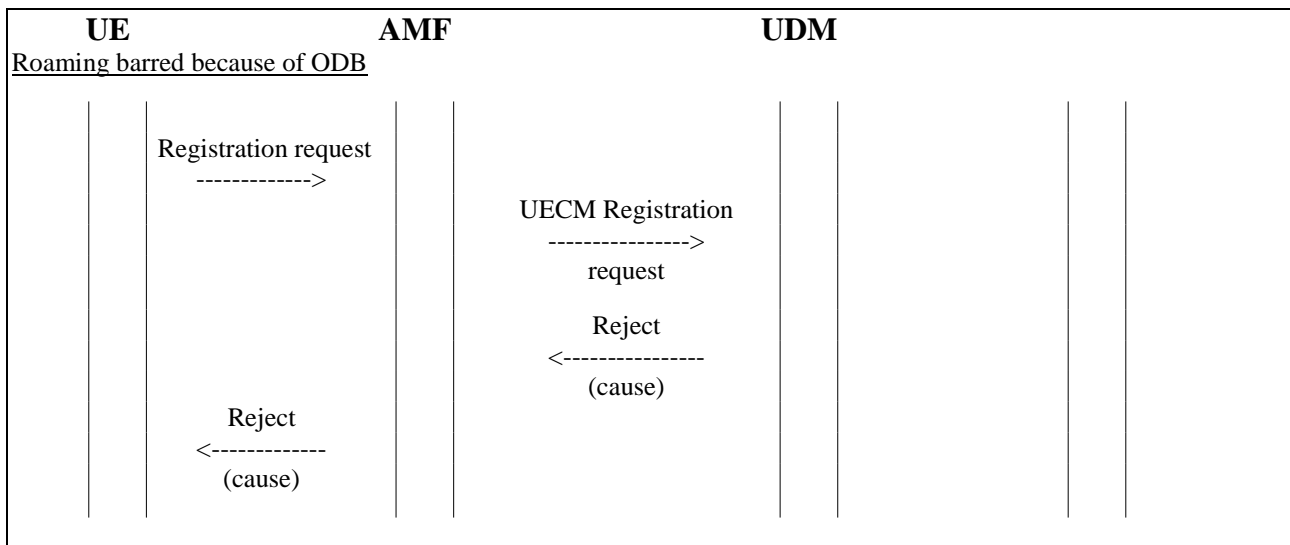 UE AMF UDM
Roaming barred because of ODB
Registration request
------------->
UECM Registration
---------------->
request
Reject
<----------------
(cause)
Reject
<-------------
(cause)